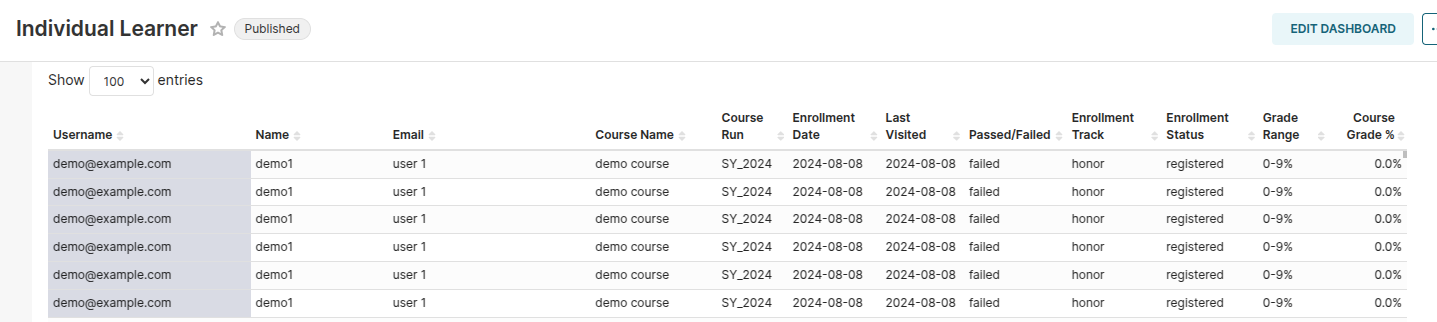 Individual Learner Published EDIT DASHBOARD
Show 100 entries
Username Name Email Course Name Course Run Enrollment Date Last Visited Passed/Failed Enrollment Track Enrollment Status Grade Range Course Grade %
demo@example.com demo1 user 1 demo course SY_2024 2024-08-08 2024-08-08 failed honor registered 0-9% 0.0%
demo@example.com demo1 user 1 demo course SY_2024 2024-08-08 2024-08-08 failed honor registered 0-9% 0.0%
demo@example.com demo1 user 1 demo course SY_2024 2024-08-08 2024-08-08 failed honor registered 0-9% 0.0%
demo@example.com demo1 user 1 demo course SY_2024 2024-08-08 2024-08-08 failed honor registered 0-9% 0.0%
demo@example.com demo1 user 1 demo course SY_2024 2024-08-08 2024-08-08 failed honor registered 0-9% 0.0%
demo@example.com demo1 user 1 demo course SY_2024 2024-08-08 2024-08-08 failed honor registered 0-9% 0.0%